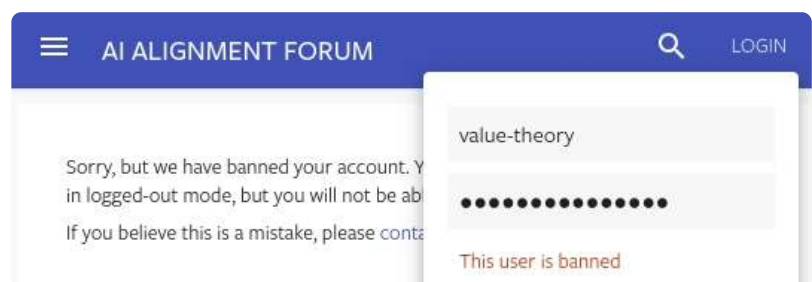 AI ALIGNMENT FORUM
LOGIN
Sorry, but we have banned your account. Y
in logged-out mode, but you will not be ab
If you believe this is a mistake, please conta
value-theory
●●●●●●●●●●●●●●●
This user is banned